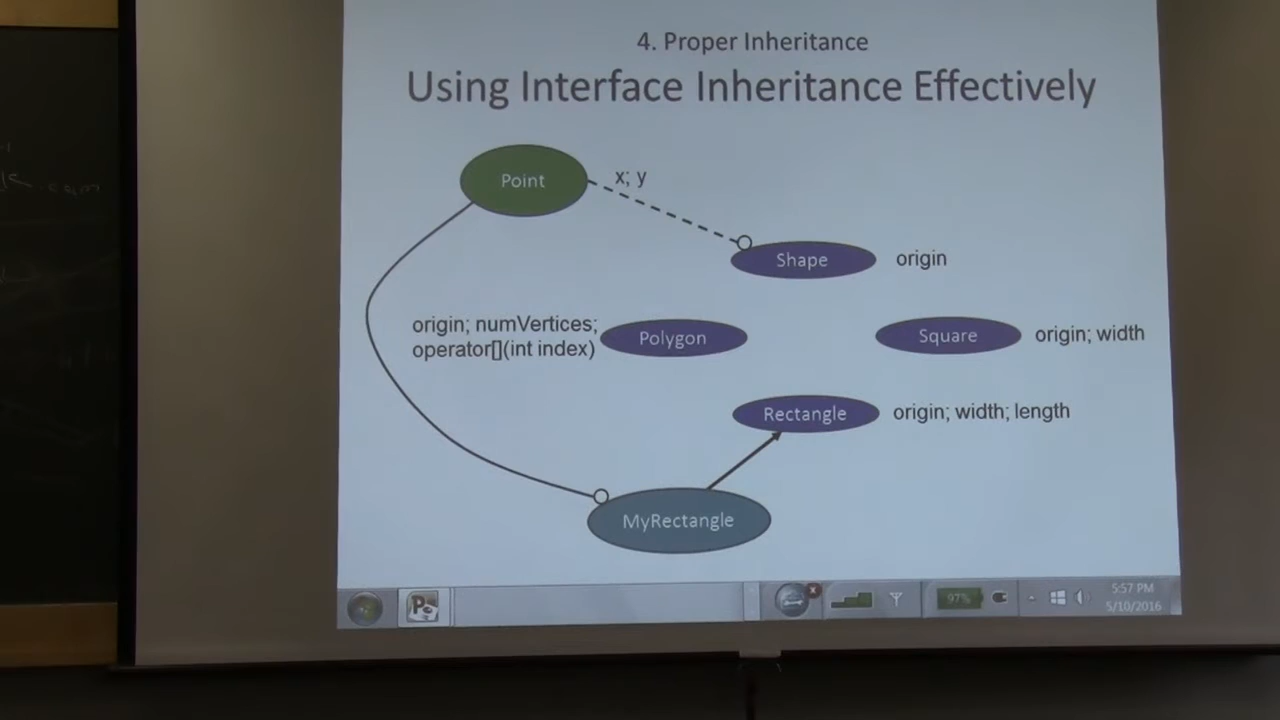 4. Proper Inheritance
Using Interface Inheritance Effectively
Point
x; y
Shape
origin
origin; numVertices;
operator[](int index)
Polygon
Square
origin; width
Rectangle
origin; width; length
MyRectangle
97%
5:57 PM
5/10/2016